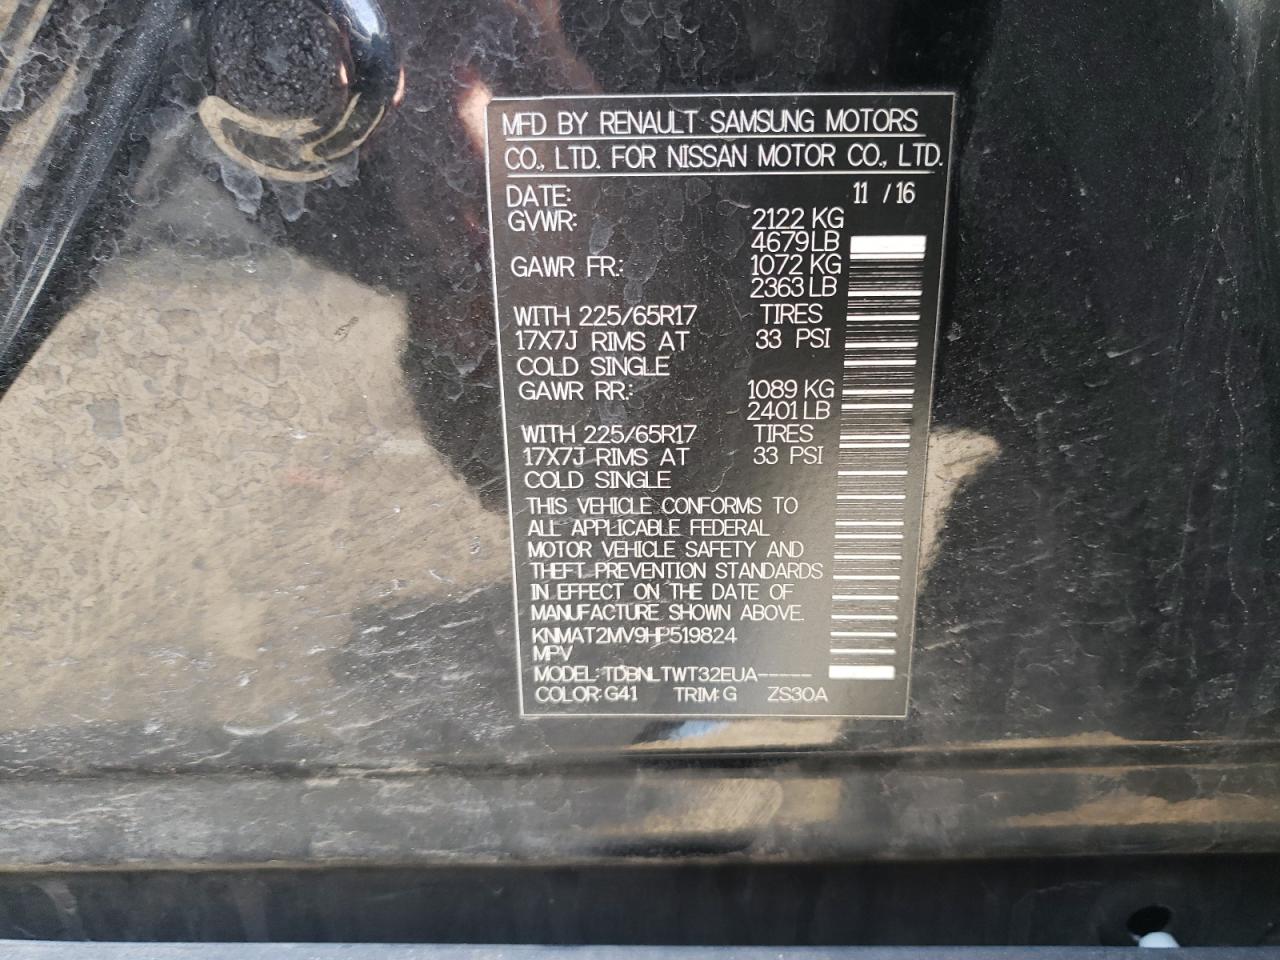 MFD BY RENAULT SAMSUNG MOTORS
CO., LTD. FOR NISSAN MOTOR CO., LTD.
DATE: 11 / 16
GVWR: 2122 KG
4679 LB
GAWR FR.: 1072 KG
2363 LB
WITH 225/65R17 TIRES
17X7J RIMS AT 33 PSI
COLD SINGLE
GAWR RR.: 1089 KG
2401 LB
WITH 225/65R17 TIRES
17X7J RIMS AT 33 PSI
COLD SINGLE
THIS VEHICLE CONFORMS TO
ALL APPLICABLE FEDERAL
MOTOR VEHICLE SAFETY AND
THEFT PREVENTION STANDARDS
IN EFFECT ON THE DATE OF
MANUFACTURE SHOWN ABOVE.
KNMAT2MV9HP519824
MPV
MODEL: TDBNLTWT32EUA-----
COLOR: G41 TRIM: G ZS30A